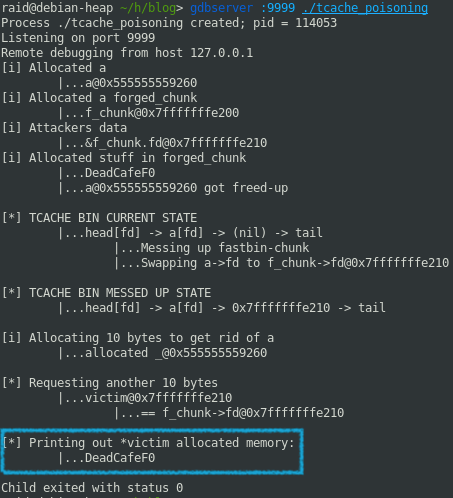 raid@debian-heap ~/h/blog> gdbserver :9999 ./tcache_poisoning
Process ./tcache_poisoning created; pid = 114053
Listening on port 9999
Remote debugging from host 127.0.0.1
[i] Allocated a
|...a@0x555555559260
[i] Allocated a forged_chunk
|...f_chunk@0x7fffffffe200
[i] Attackers data
|...&f_chunk.fd@0x7fffffffe210
[i] Allocated stuff in forged_chunk
|...DeadCafeF0
|...a@0x555555559260 got freed-up
[*] TCACHE BIN CURRENT STATE
|...head[fd] -> a[fd] -> (nil) -> tail
|...Messing up fastbin-chunk
|...Swapping a->fd to f_chunk->fd@0x7fffffffe210
[*] TCACHE BIN MESSED UP STATE
|...head[fd] -> a[fd] -> 0x7fffffffe210 -> tail
[i] Allocating 10 bytes to get rid of a
|...allocated _@0x555555559260
[*] Requesting another 10 bytes
|...victim@0x7fffffffe210
|...== f_chunk->fd@0x7fffffffe210
[*] Printing out *victim allocated memory:
|...DeadCafeF0
Child exited with status 0